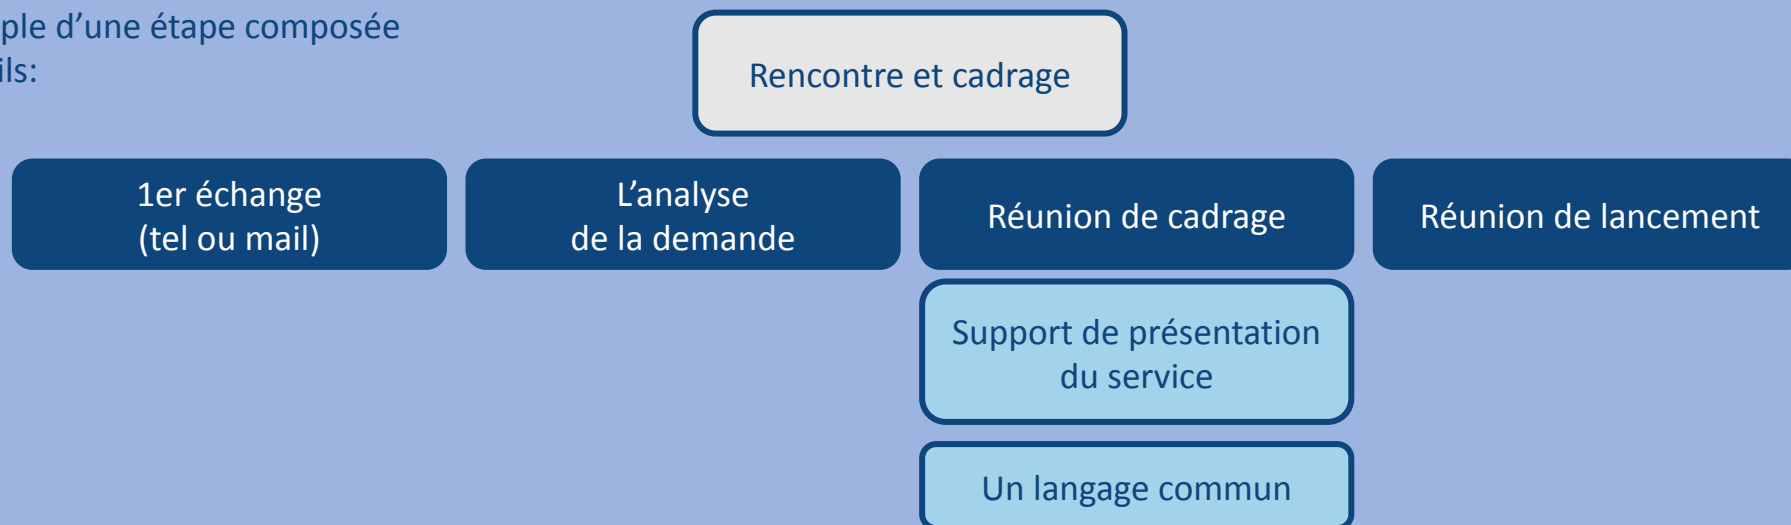 ple d’une étape composée
ils:
Rencontre et cadrage
1er échange
(tel ou mail)
L’analyse
de la demande
Réunion de cadrage
Réunion de lancement
Support de présentation
du service
Un langage commun